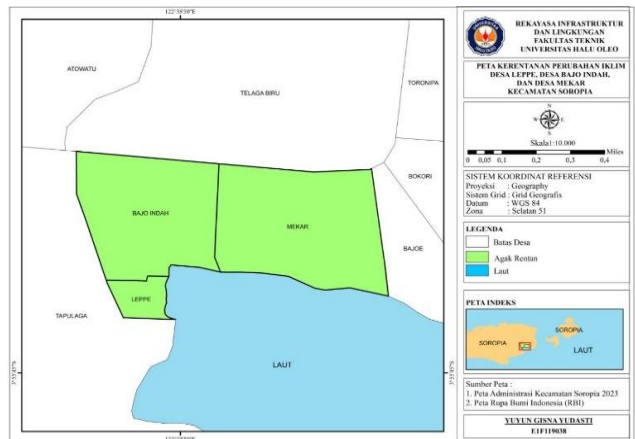 122°39'50"E
ATOWATU
TELAGA BIRU
TORONIPA
BOKORI
BAJO INDAH
MEKAR
BAJOE
LEPPE
TAPULAGA
LAUT
REKAYASA INFRASTRUKTUR
DAN LINGKUNGAN
FAKULTAS TEKNIK
UNIVERSITAS HALU OLEO
PETA KERENTANAN PERUBAHAN IKLIM
DESA LEPPE, DESA BAJO INDAH,
DAN DESA MEKAR
KECAMATAN SOROPIA
N
W E
S
Skala1:10.000
Miles
0 0,05 0,1 0,2 0,3 0,4
SISTEM KOORDINAT REFERENSI
Proyeksi : Geography
Sistem Grid : Grid Geografis
Datum : WGS 84
Zona : Selatan 51
LEGENDA
Batas Desa
Agak Rentan
Laut
PETA INDEKS
SOROPIA
SOROPIA
LAUT
Sumber Peta :
1. Peta Administrasi Kecamatan Soropia 2023
2. Peta Rupa Bumi Indonesia (RBI)
YUYUN GISNA YUDASTI
E1F119038